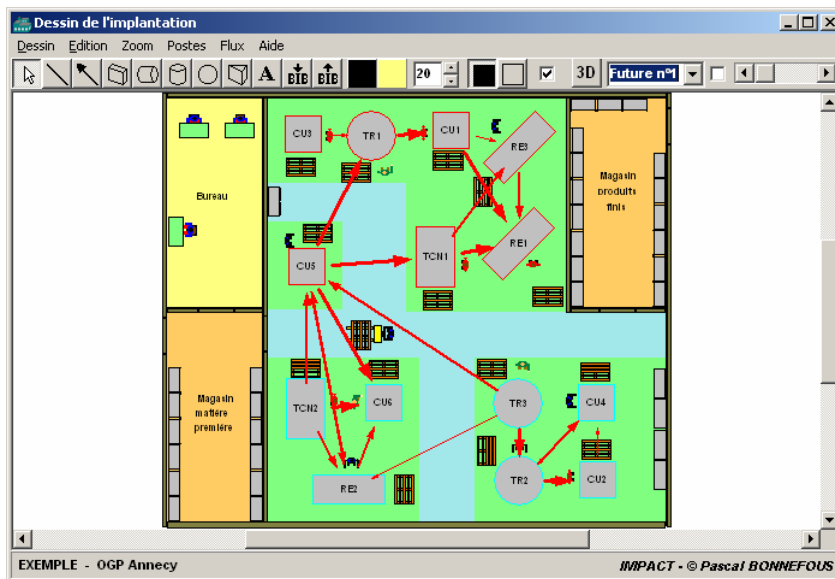 Dessin de l'implantation
Dessin Edition Zoom Postes Flux Aide
A BIB BIB 20 3D Future n°1
CU3
TR1
CU1
RE3
Magasin
produits
finis
Bureau
CU5
TCN1
RE1
Magasin
matière
première
TCN2
CU6
TR3
CU4
RE2
TR2
CU2
EXEMPLE - OGP Annecy
IMPACT - © Pascal BONNEFOUS